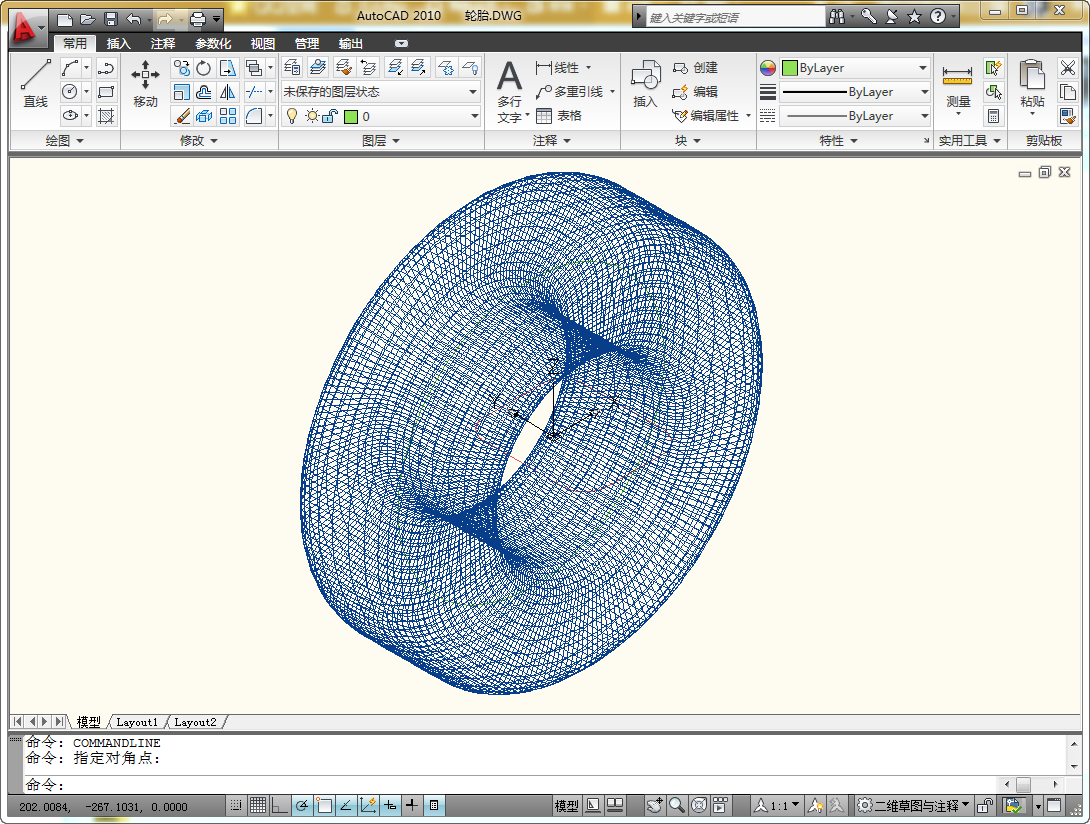 AutoCAD 2010 轮胎.DWG
键入关键字或短语
常用 插入 注释 参数化 视图 管理 输出
直线
移动
未保存的图层状态
0
A
多行
文字
线性
多重引线
表格
插入
创建
编辑
编辑属性
ByLayer
ByLayer
ByLayer
测量
粘贴
绘图 修改 图层 注释 块 特性 实用工具 剪贴板
模型 Layout1 Layout2
命令: COMMANDLINE
命令: 指定对角点:
命令:
202.0084, -267.1031, 0.0000 模型 1:1 二维草图与注释